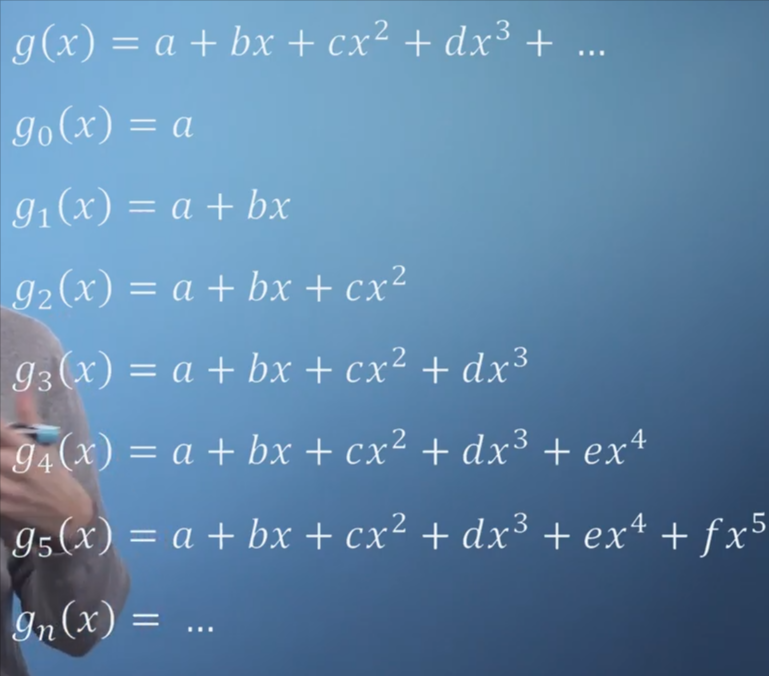 g(x) = a + bx + cx² + dx³ + ...
g₀(x) = a
g₁(x) = a + bx
g₂(x) = a + bx + cx²
g₃(x) = a + bx + cx² + dx³
g₄(x) = a + bx + cx² + dx³ + ex⁴
g₅(x) = a + bx + cx² + dx³ + ex⁴ + fx⁵
gₙ(x) = ...